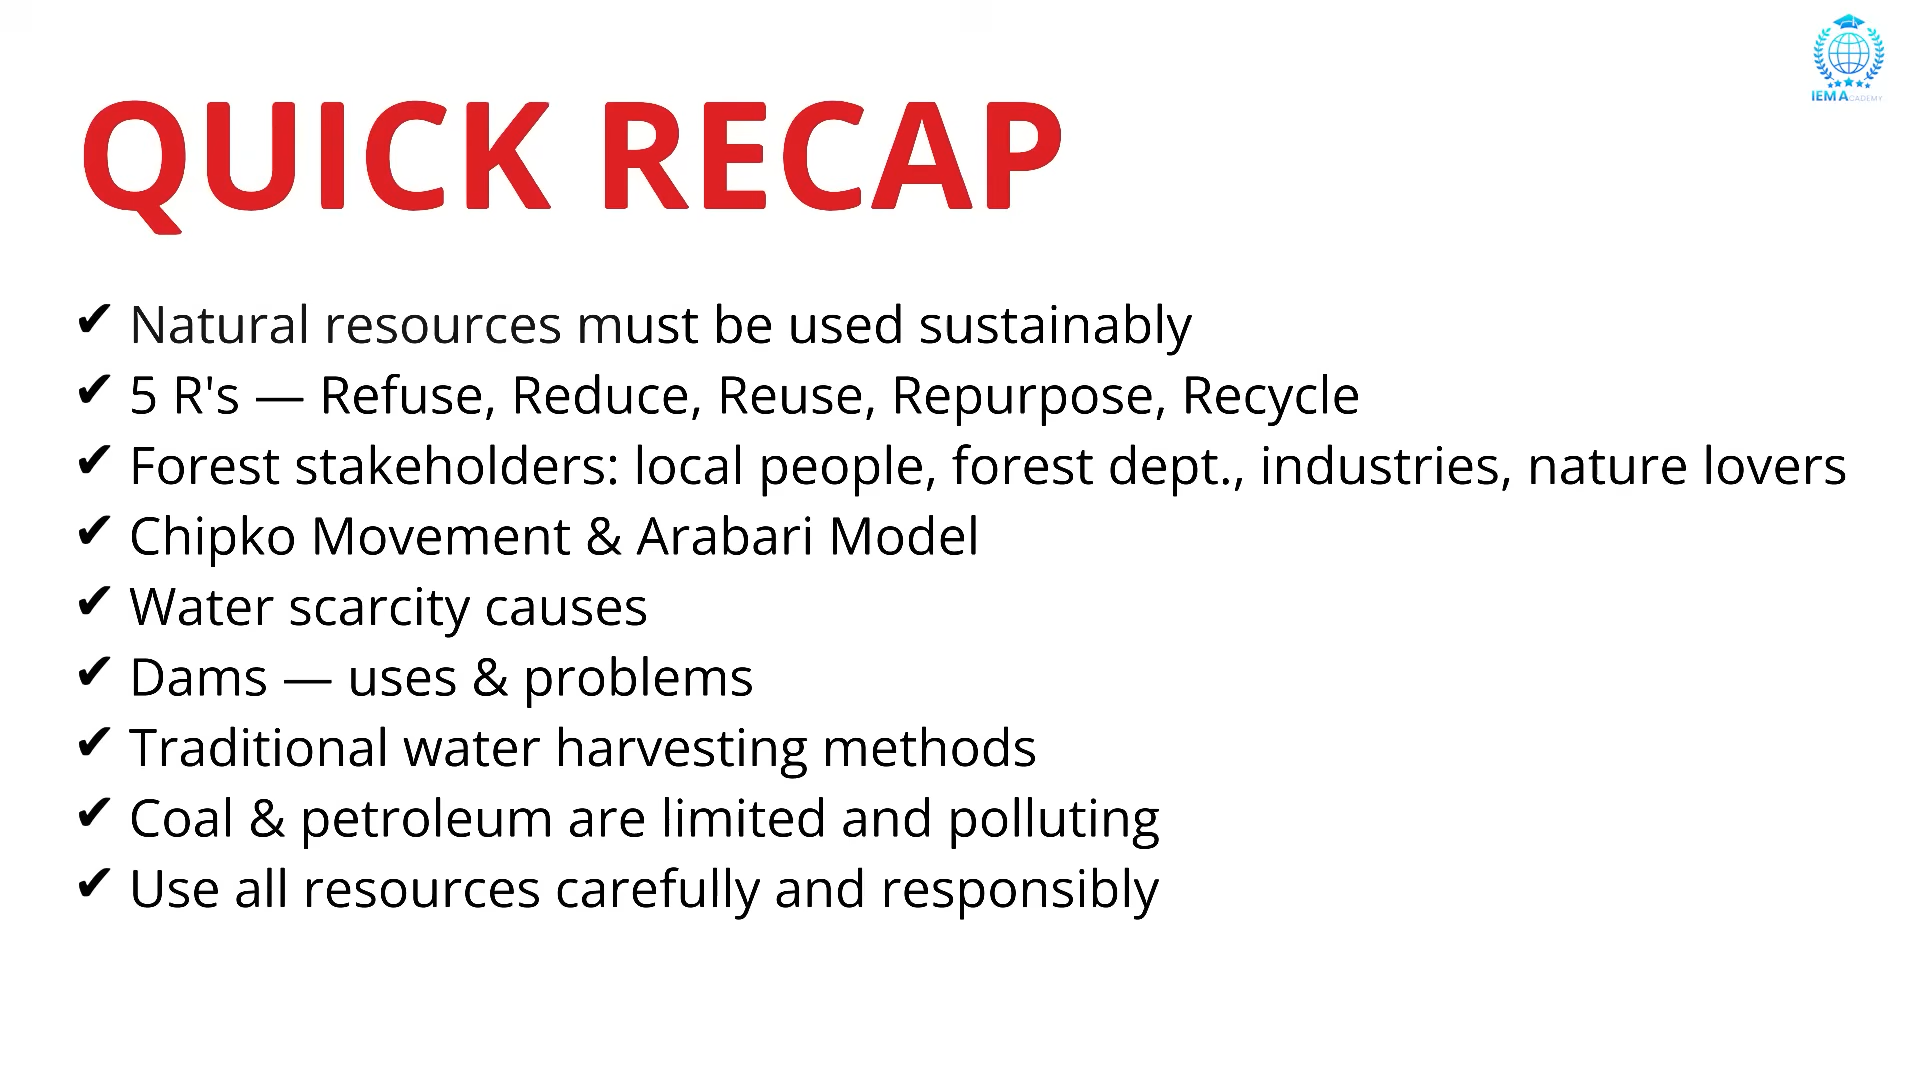 IEM ACADEMY
QUICK RECAP
✔ Natural resources must be used sustainably
✔ 5 R's — Refuse, Reduce, Reuse, Repurpose, Recycle
✔ Forest stakeholders: local people, forest dept., industries, nature lovers
✔ Chipko Movement & Arabari Model
✔ Water scarcity causes
✔ Dams — uses & problems
✔ Traditional water harvesting methods
✔ Coal & petroleum are limited and polluting
✔ Use all resources carefully and responsibly